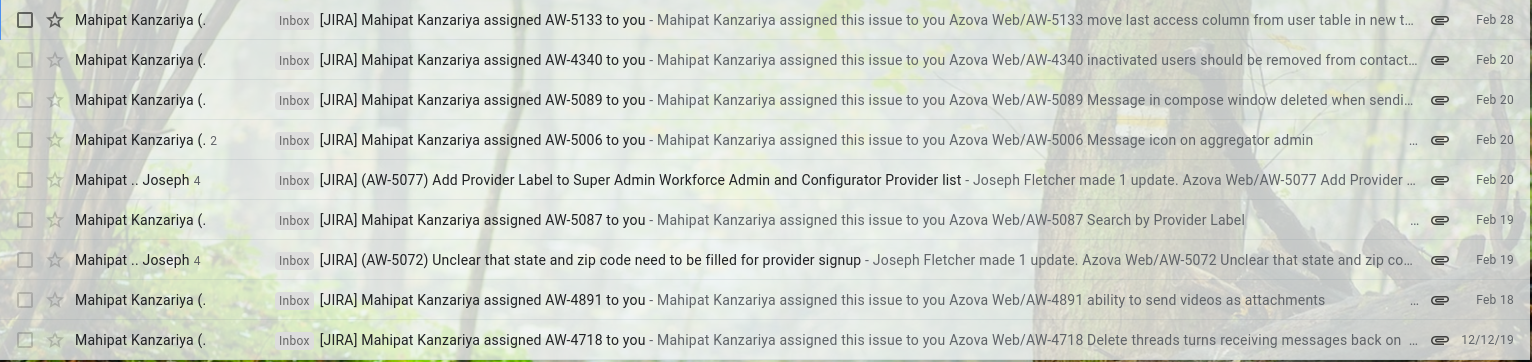 Mahipat Kanzariya (. Inbox [JIRA] Mahipat Kanzariya assigned AW-5133 to you - Mahipat Kanzariya assigned this issue to you Azova Web/AW-5133 move last access column from user table in new t... Feb 28
Mahipat Kanzariya (. Inbox [JIRA] Mahipat Kanzariya assigned AW-4340 to you - Mahipat Kanzariya assigned this issue to you Azova Web/AW-4340 inactivated users should be removed from contact... Feb 20
Mahipat Kanzariya (. Inbox [JIRA] Mahipat Kanzariya assigned AW-5089 to you - Mahipat Kanzariya assigned this issue to you Azova Web/AW-5089 Message in compose window deleted when sendi... Feb 20
Mahipat Kanzariya (. 2 Inbox [JIRA] Mahipat Kanzariya assigned AW-5006 to you - Mahipat Kanzariya assigned this issue to you Azova Web/AW-5006 Message icon on aggregator admin ... Feb 20
Mahipat .. Joseph 4 Inbox [JIRA] (AW-5077) Add Provider Label to Super Admin Workforce Admin and Configurator Provider list - Joseph Fletcher made 1 update. Azova Web/AW-5077 Add Provider ... Feb 20
Mahipat Kanzariya (. Inbox [JIRA] Mahipat Kanzariya assigned AW-5087 to you - Mahipat Kanzariya assigned this issue to you Azova Web/AW-5087 Search by Provider Label ... Feb 19
Mahipat .. Joseph 4 Inbox [JIRA] (AW-5072) Unclear that state and zip code need to be filled for provider signup - Joseph Fletcher made 1 update. Azova Web/AW-5072 Unclear that state and zip co... Feb 19
Mahipat Kanzariya (. Inbox [JIRA] Mahipat Kanzariya assigned AW-4891 to you - Mahipat Kanzariya assigned this issue to you Azova Web/AW-4891 ability to send videos as attachments ... Feb 18
Mahipat Kanzariya (. Inbox [JIRA] Mahipat Kanzariya assigned AW-4718 to you - Mahipat Kanzariya assigned this issue to you Azova Web/AW-4718 Delete threads turns receiving messages back on ... 12/12/19